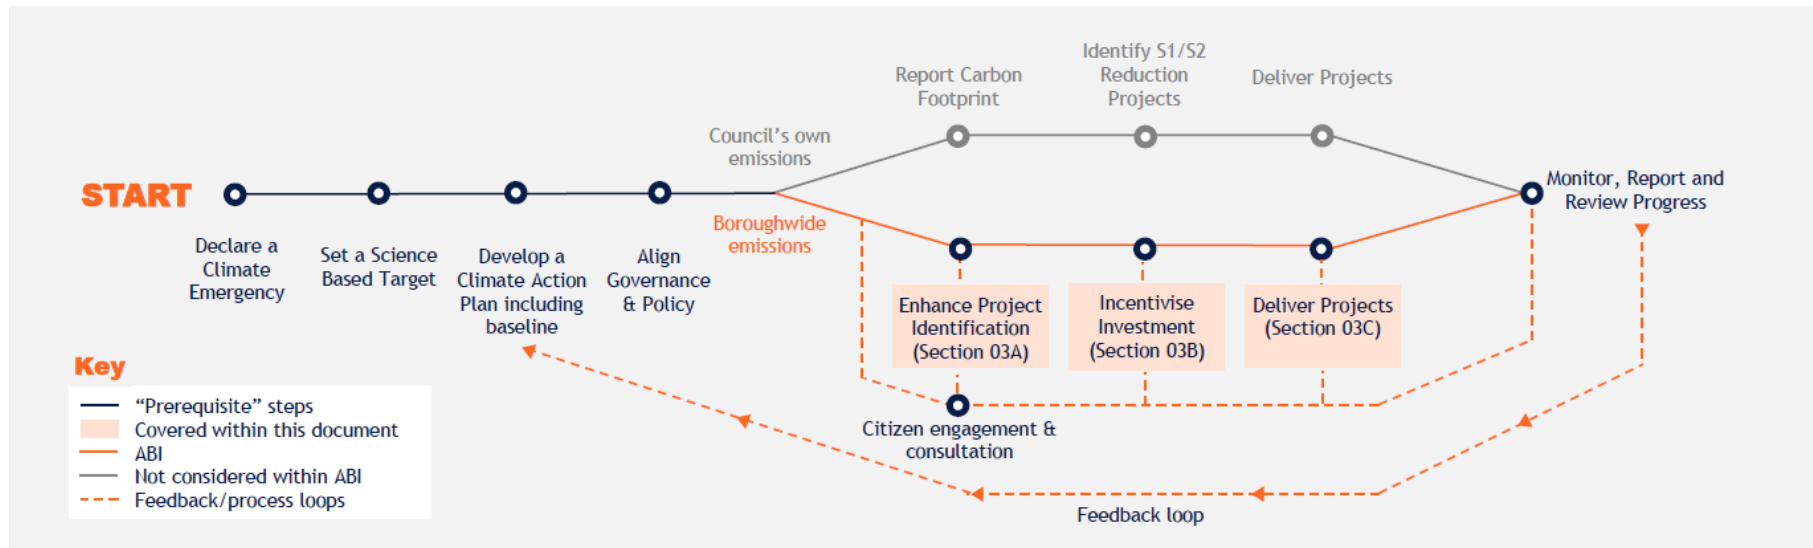 Identify S1/S2
Reduction
Projects
Report Carbon
Footprint
Deliver Projects
Council's own
emissions
START
Monitor, Report and
Review Progress
Boroughwide
emissions
Declare a
Climate
Emergency
Set a Science
Based Target
Develop a
Climate Action
Plan including
baseline
Align
Governance
& Policy
Enhance Project
Identification
(Section 03A)
Incentivise
Investment
(Section 03B)
Deliver Projects
(Section 03C)
Citizen engagement &
consultation
Feedback loop
Key
“Prerequisite” steps
Covered within this document
ABI
Not considered within ABI
Feedback/process loops